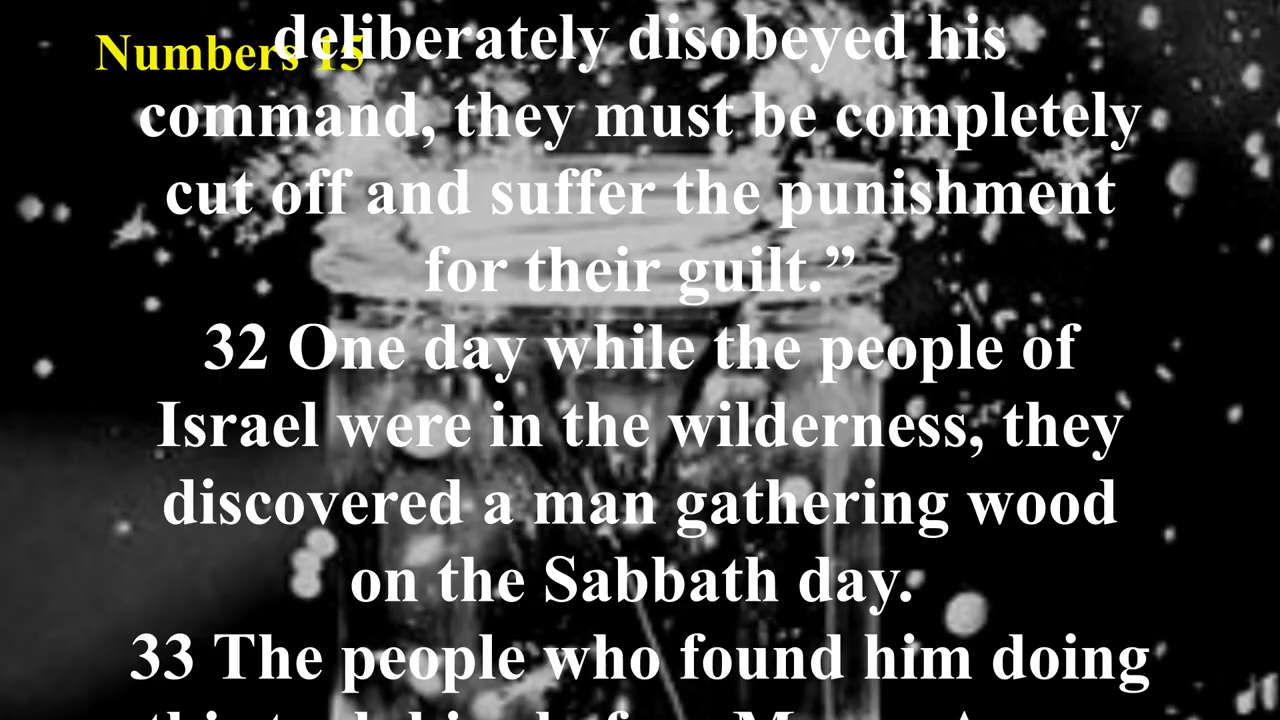 Numbers 15
deliberately disobeyed his
command, they must be completely
cut off and suffer the punishment
for their guilt.”
32 One day while the people of
Israel were in the wilderness, they
discovered a man gathering wood
on the Sabbath day.
33 The people who found him doing